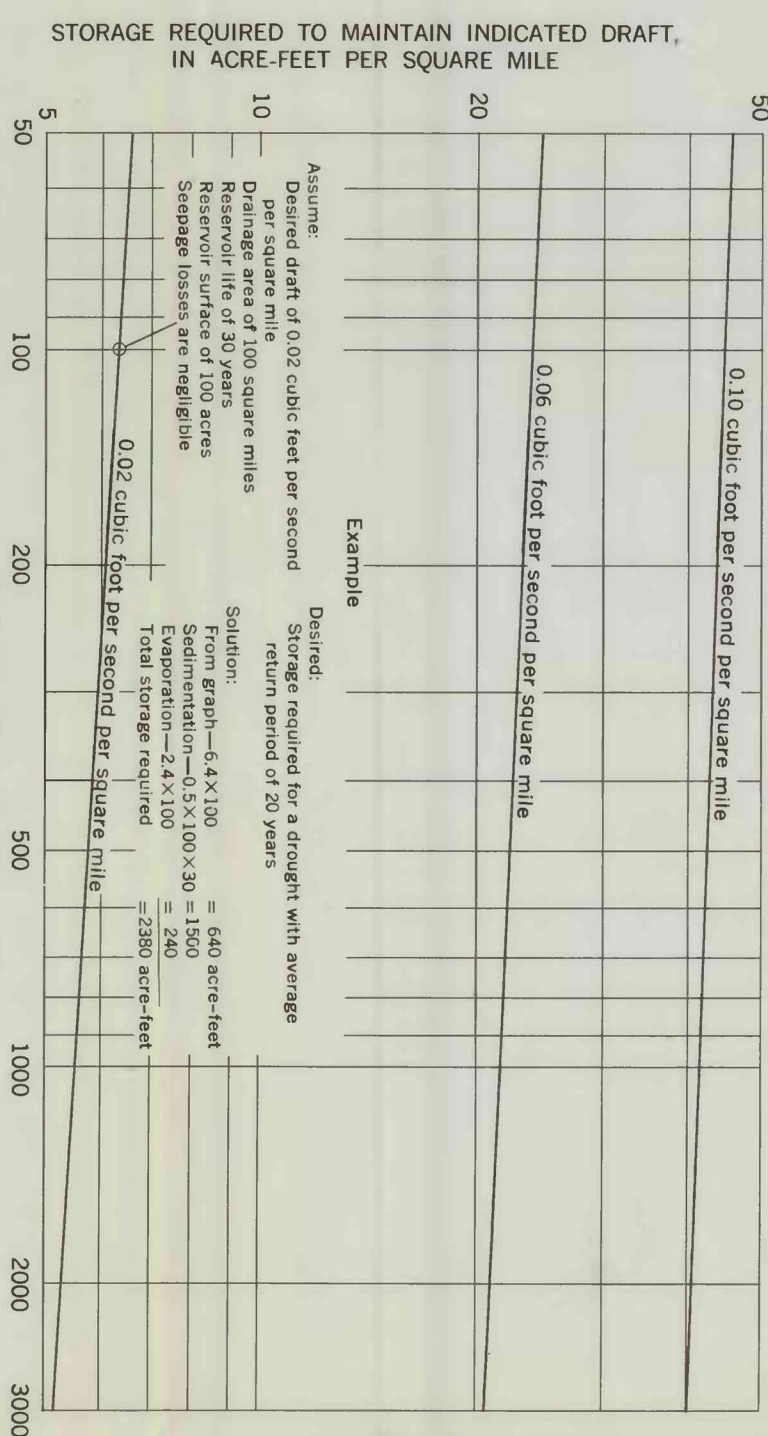 STORAGE REQUIRED TO MAINTAIN INDICATED DRAFT,
IN ACRE-FEET PER SQUARE MILE
50
20
10
5
0.10 cubic foot per second per square mile
0.06 cubic foot per second per square mile
0.02 cubic foot per second per square mile
Example
Assume:
Desired draft of 0.02 cubic feet per second
per square mile
Drainage area of 100 square miles
Reservoir life of 30 years
Reservoir surface of 100 acres
Seepage losses are negligible
Desired:
Storage required for a drought with average
return period of 20 years
Solution:
From graph—6.4×100 = 640 acre-feet
Sedimentation—0.5×100×30 =1500
Evaporation—2.4×100 = 240
Total storage required =2380 acre-feet
50
100
200
500
1000
2000
3000